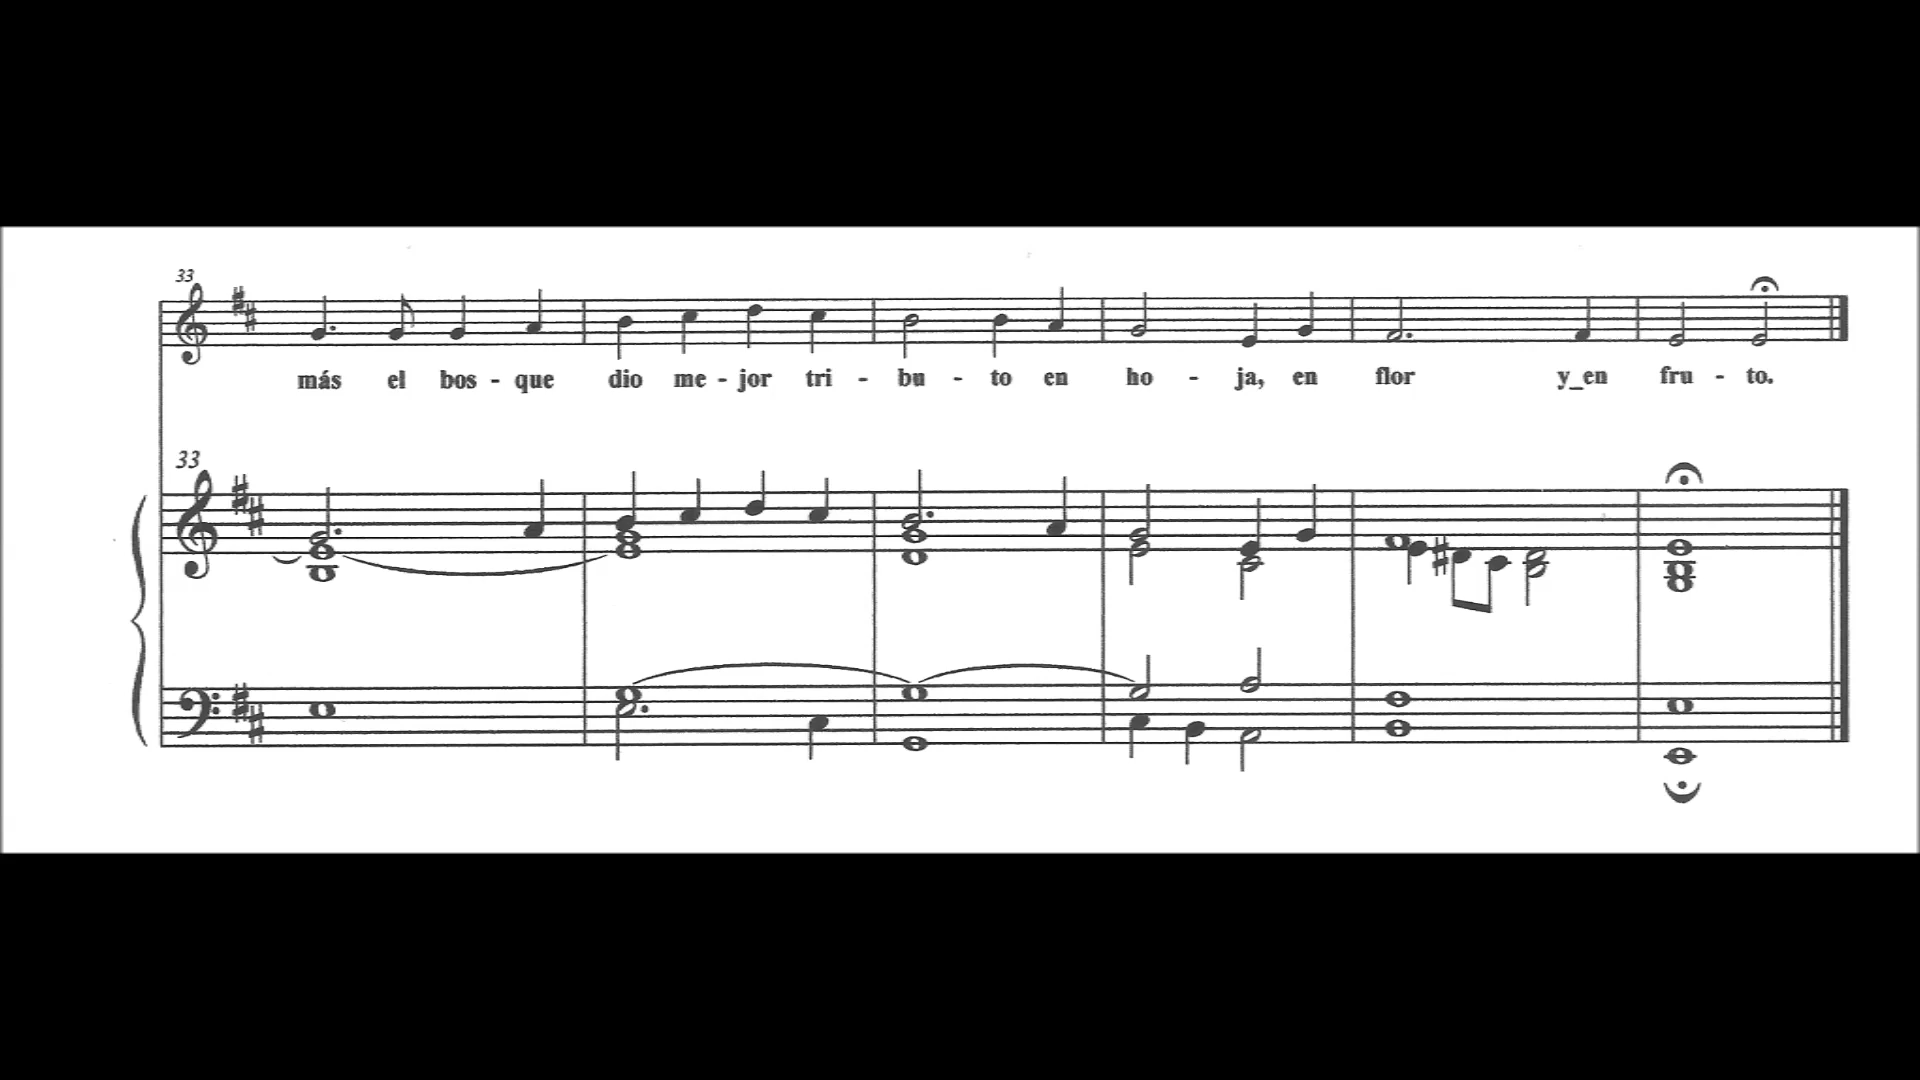 33
más el bos - que dio me - jor tri - bu - to en ho - ja, en flor y_en fru - to.
33